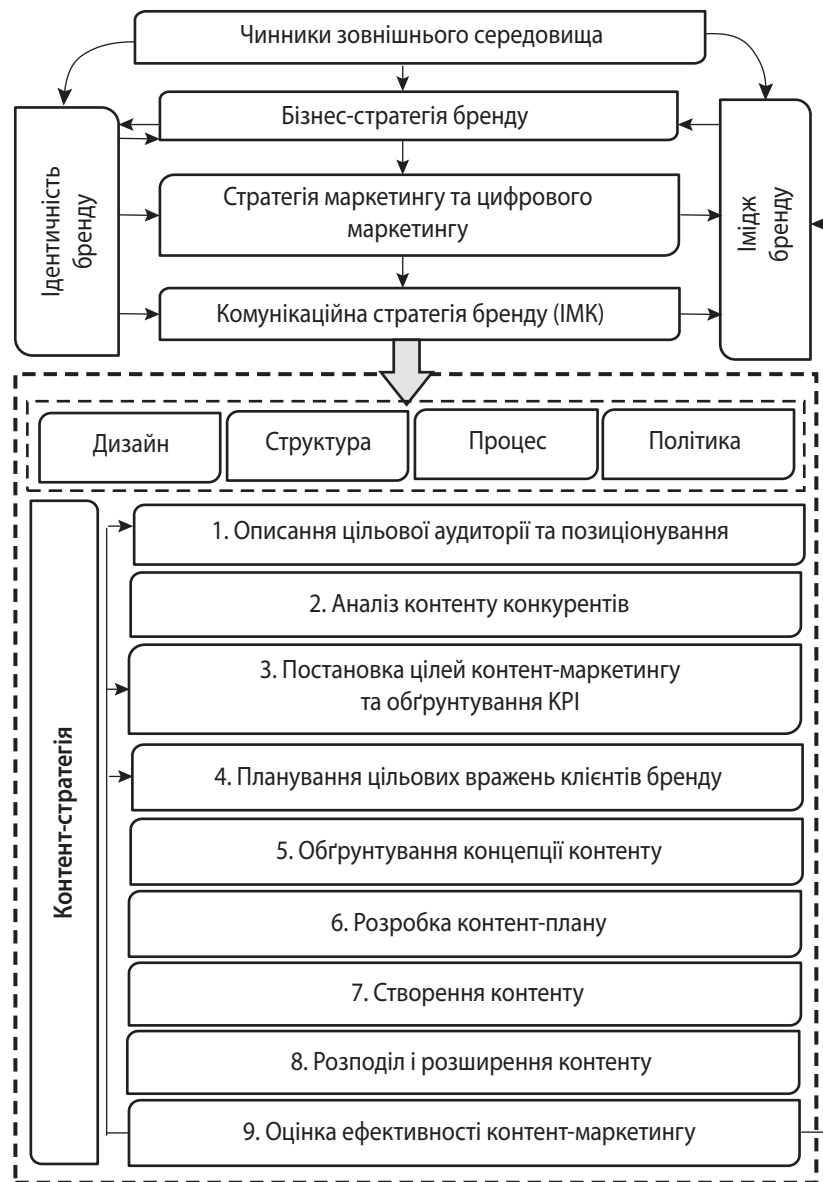 Чинники зовнішнього середовища
Ідентичність
бренду
Бізнес-стратегія бренду
Стратегія маркетингу та цифрового
маркетингу
Комунікаційна стратегія бренду (ІМК)
Імідж
бренду
Дизайн
Структура
Процес
Політика
Контент-стратегія
1. Описання цільової аудиторії та позиціонування
2. Аналіз контенту конкурентів
3. Постановка цілей контент-маркетингу
та обґрунтування KPI
4. Планування цільових вражень клієнтів бренду
5. Обґрунтування концепції контенту
6. Розробка контент-плану
7. Створення контенту
8. Розподіл і розширення контенту
9. Оцінка ефективності контент-маркетингу